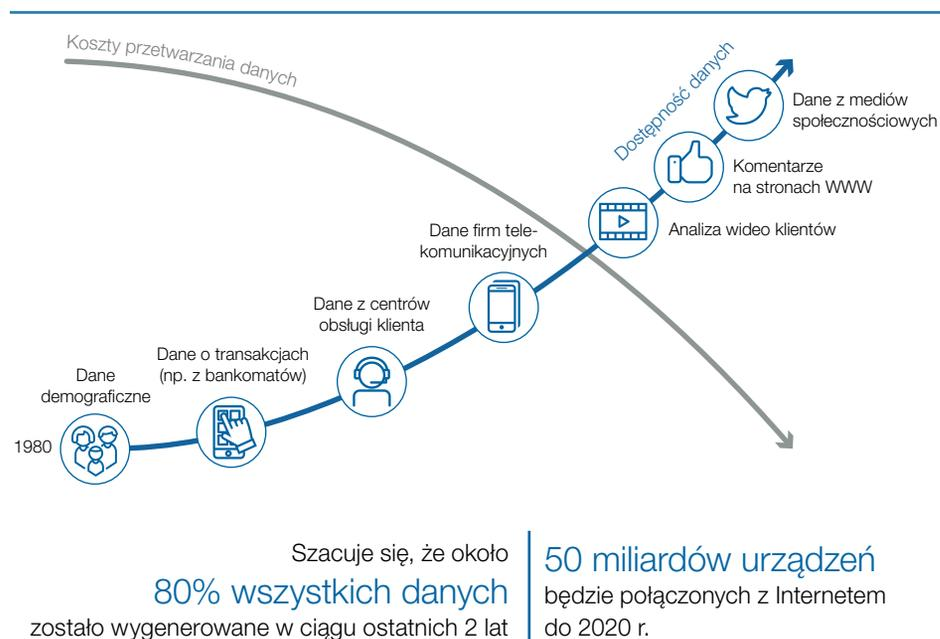 Koszty przetwarzania danych
Dostępność danych
Dane z mediów
społecznościowych
Komentarze
na stronach WWW
Analiza wideo klientów
Dane firm tele-
komunikacyjnych
Dane z centrów
obsługi klienta
Dane o transakcjach
(np. z bankomatów)
Dane
demograficzne
1980
Szacuje się, że około
80% wszystkich danych
zostało wygenerowane w ciągu ostatnich 2 lat
50 miliardów urządzeń
będzie połączonych z Internetem
do 2020 r.